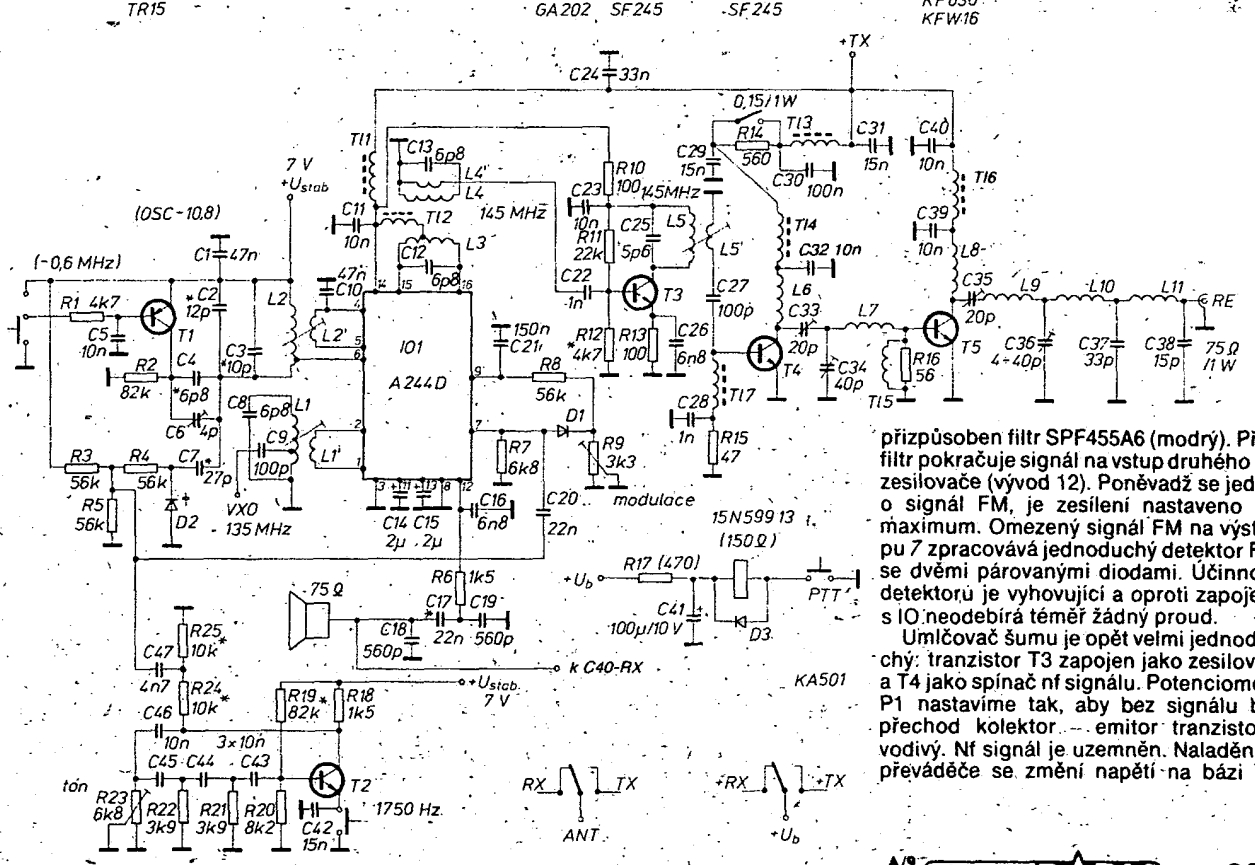 TR15
GA202 SF245
SF245
KFW16
+TX
C24 33n
0,15/1W
Tl1
C13 6p8
L4'
L4
145 MHz
R10 100
C23 10n
145MHz
C29 15n
R14 560
Tl3
C31 15n
C30 100n
C40 10n
Tl6
7 V
+Ustab
(OSC-10,8)
C11 10n
Tl2
L3
C12 6p8
R11 22k
C25 5p6
L5
L5'
Tl4
C32 10n
C39 10n
L8
(-0,6 MHz)
C1 47n
47n C10
C22 1n
T3
C27 100p
L6
C35 20p
L9
L10
L11
RE
R1 4k7
C5 10n
T1
*C2 12p
L2
L2'
14
15
16
4
5
6
IO1
A244D
150n C21
R12 *4k7
R13 100
C26 6n8
T4
C33 20p
L7
T5
C36 4÷40p
C37 33p
C38 15p
75 Ω /1 W
R2 82k
C4 *6p8
C3 *10p
C6 4p
9
R8 56k
D1
C34 40p
R16 56
Tl5
C8 6p8
L1
L1'
C9 100p
2
1
7
R7 6k8
R9 3k3
C28 1n
Tl7
R15 47
R3 56k
R4 56k
C7 27p
R5 56k
D2
VXO
135 MHz
13
11
13
8
12
C14 2μ
C15 2μ
C16 6n8
C20 22n
modulace
15N599 13
(150Ω)
R6 1k5
+Ub
R17 (470)
PTT
75 Ω
C17 22n
C19 560p
C18 560p
C41 100μ/10 V
D3
k C40-RX
KA501
R25* 10k
C47 4n7
R24* 10k
+Ustab.
7 V
R19 82k*
R18 1k5
C46 10n
3×10n
C45 C44 C43
T2
tón
R23 6k8
R22 3k9
R21 3k9
R20 8k2
C42 15n
1750 Hz
RX
TX
ANT
+RX
+TX
+Ub
přizpůsoben filtr SPF455A6 (modrý).
filtr pokračuje signál na vstup druhého
zesilovače (vývod 12). Poněvadž se jed
o signál FM, je zesílení nastaveno
maximum. Omezený signál FM na výst
pu 7 zpracovává jednoduchý detektor F
se dvěmi párovanými diodami. Účinno
detektorů je vyhovující a oproti zapoje
s IO neodebírá téměř žádný proud.
Umlčovač šumu je opět velmi jednod
chý: tranzistor T3 zapojen jako zesilov
a T4 jako spínač nf signálu. Potenciome
P1 nastavíme tak, aby bez signálu b
přechod kolektor - emitor tranzisto
vodivý. Nf signál je uzemněn. Naladěn
převáděče se změní napětí na bázi